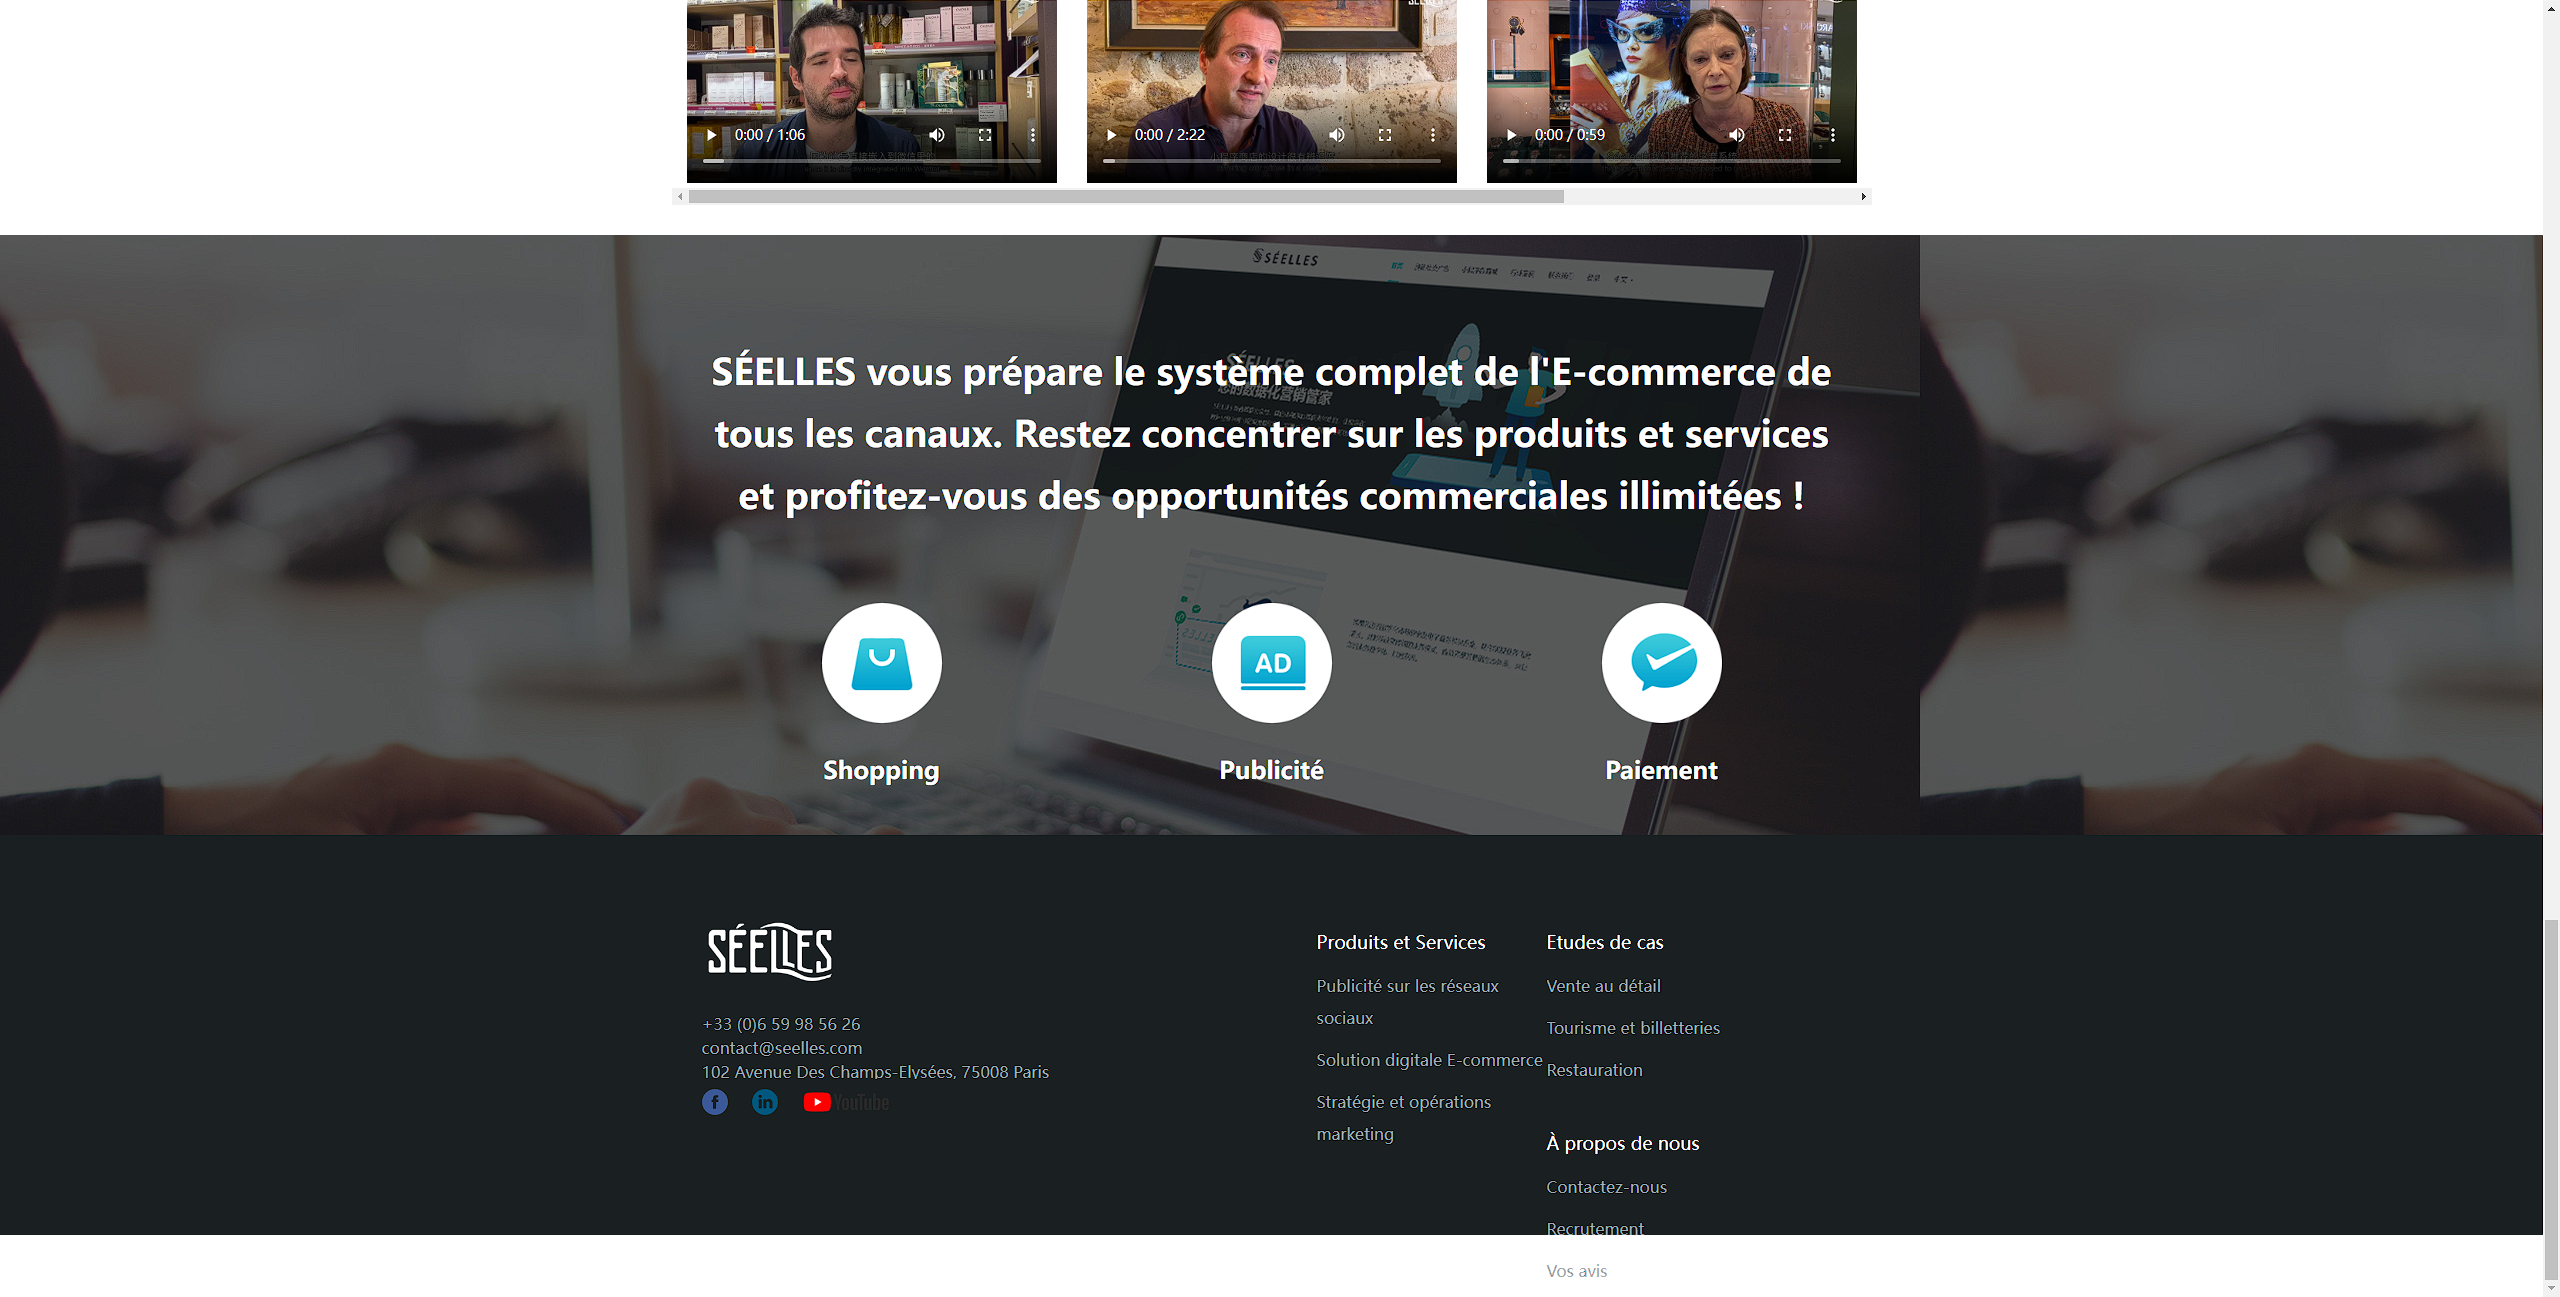 0:00 / 1:06
0:00 / 2:22
0:00 / 0:59
SÉELLES
SÉELLES vous prépare le système complet de l'E-commerce de
tous les canaux. Restez concentrer sur les produits et services
et profitez-vous des opportunités commerciales illimitées !
AD
Shopping
Publicité
Paiement
SÉELLES
+33 (0)6 59 98 56 26
contact@seelles.com
102 Avenue Des Champs-Elysées, 75008 Paris
YouTube
Produits et Services
Publicité sur les réseaux
sociaux
Solution digitale E-commerce
Stratégie et opérations
marketing
Etudes de cas
Vente au détail
Tourisme et billetteries
Restauration
À propos de nous
Contactez-nous
Recrutement
Vos avis